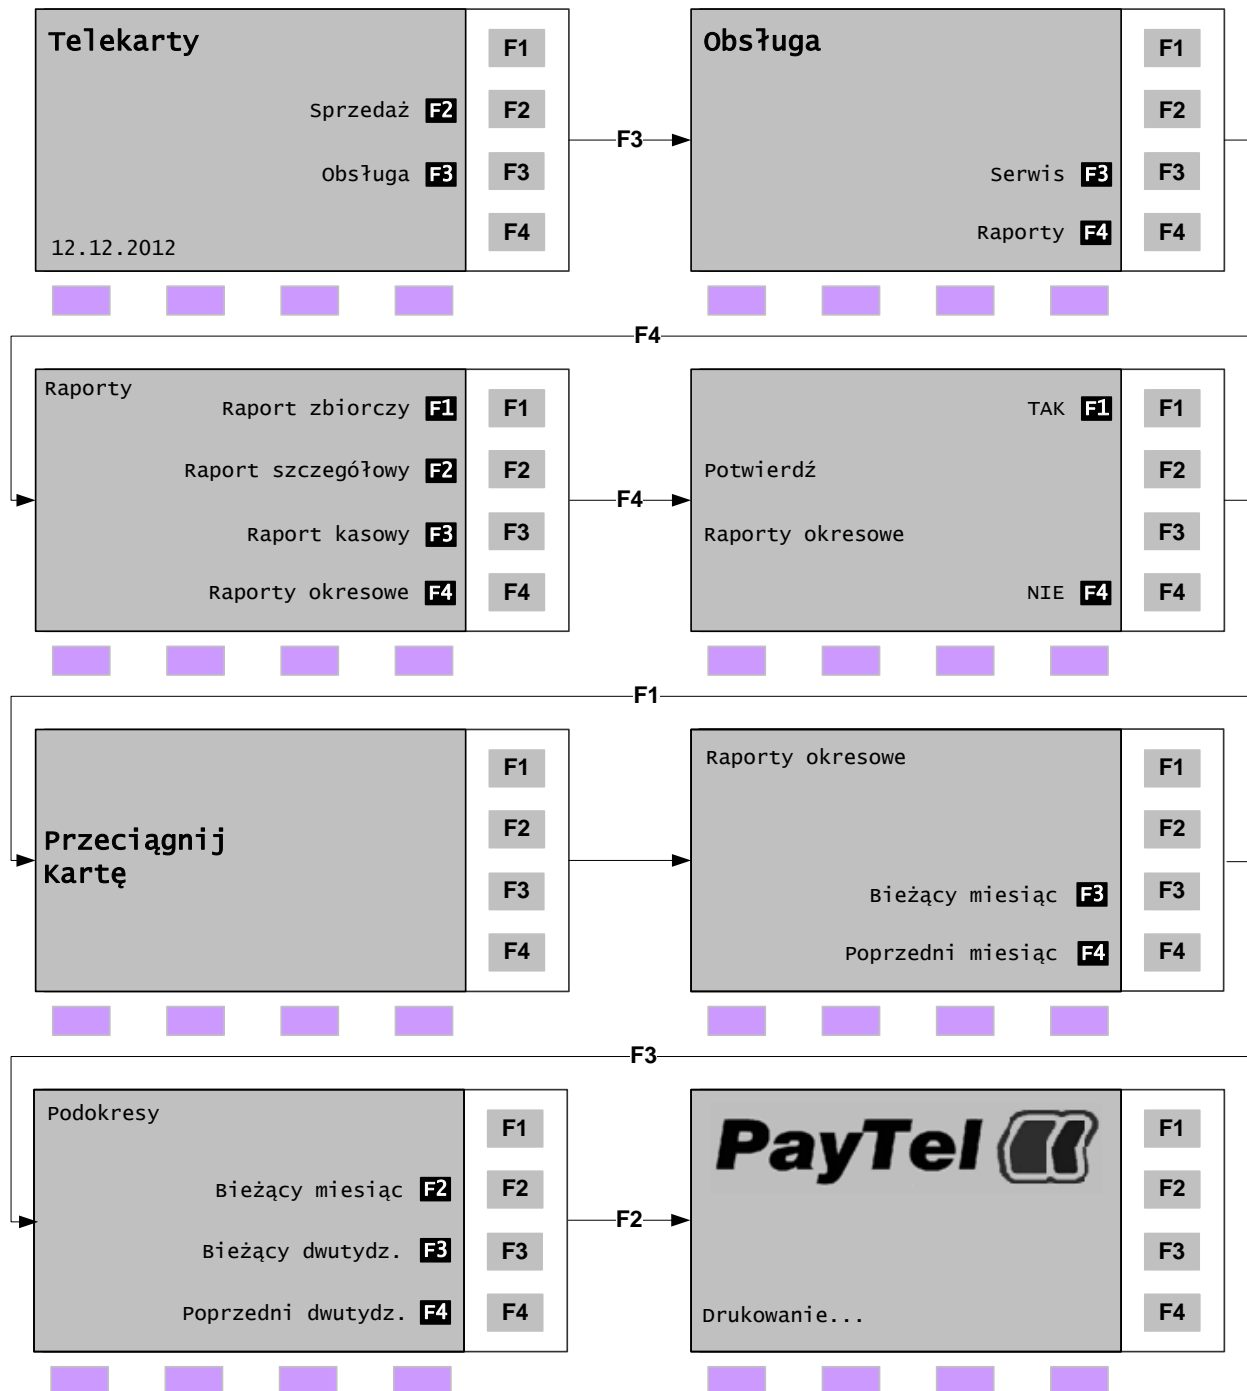 Telekarty
F1
Sprzedaż F2
F2
Obsługa F3
F3
12.12.2012
F4
F3
Obsługa
F1
F2
Serwis F3
F3
Raporty F4
F4
F4
Raporty
Raport zbiorczy F1
F1
Raport szczegółowy F2
F2
Raport kasowy F3
F3
Raporty okresowe F4
F4
F4
TAK F1
F1
Potwierdź
F2
Raporty okresowe
F3
NIE F4
F4
F1
F1
Przeciągnij
F2
Kartę
F3
F4
Raporty okresowe
F1
F2
Bieżący miesiąc F3
F3
Poprzedni miesiąc F4
F4
F3
Podokresy
F1
Bieżący miesiąc F2
F2
Bieżący dwutydz. F3
F3
Poprzedni dwutydz. F4
F4
F2
PayTel
F1
F2
F3
Drukowanie...
F4